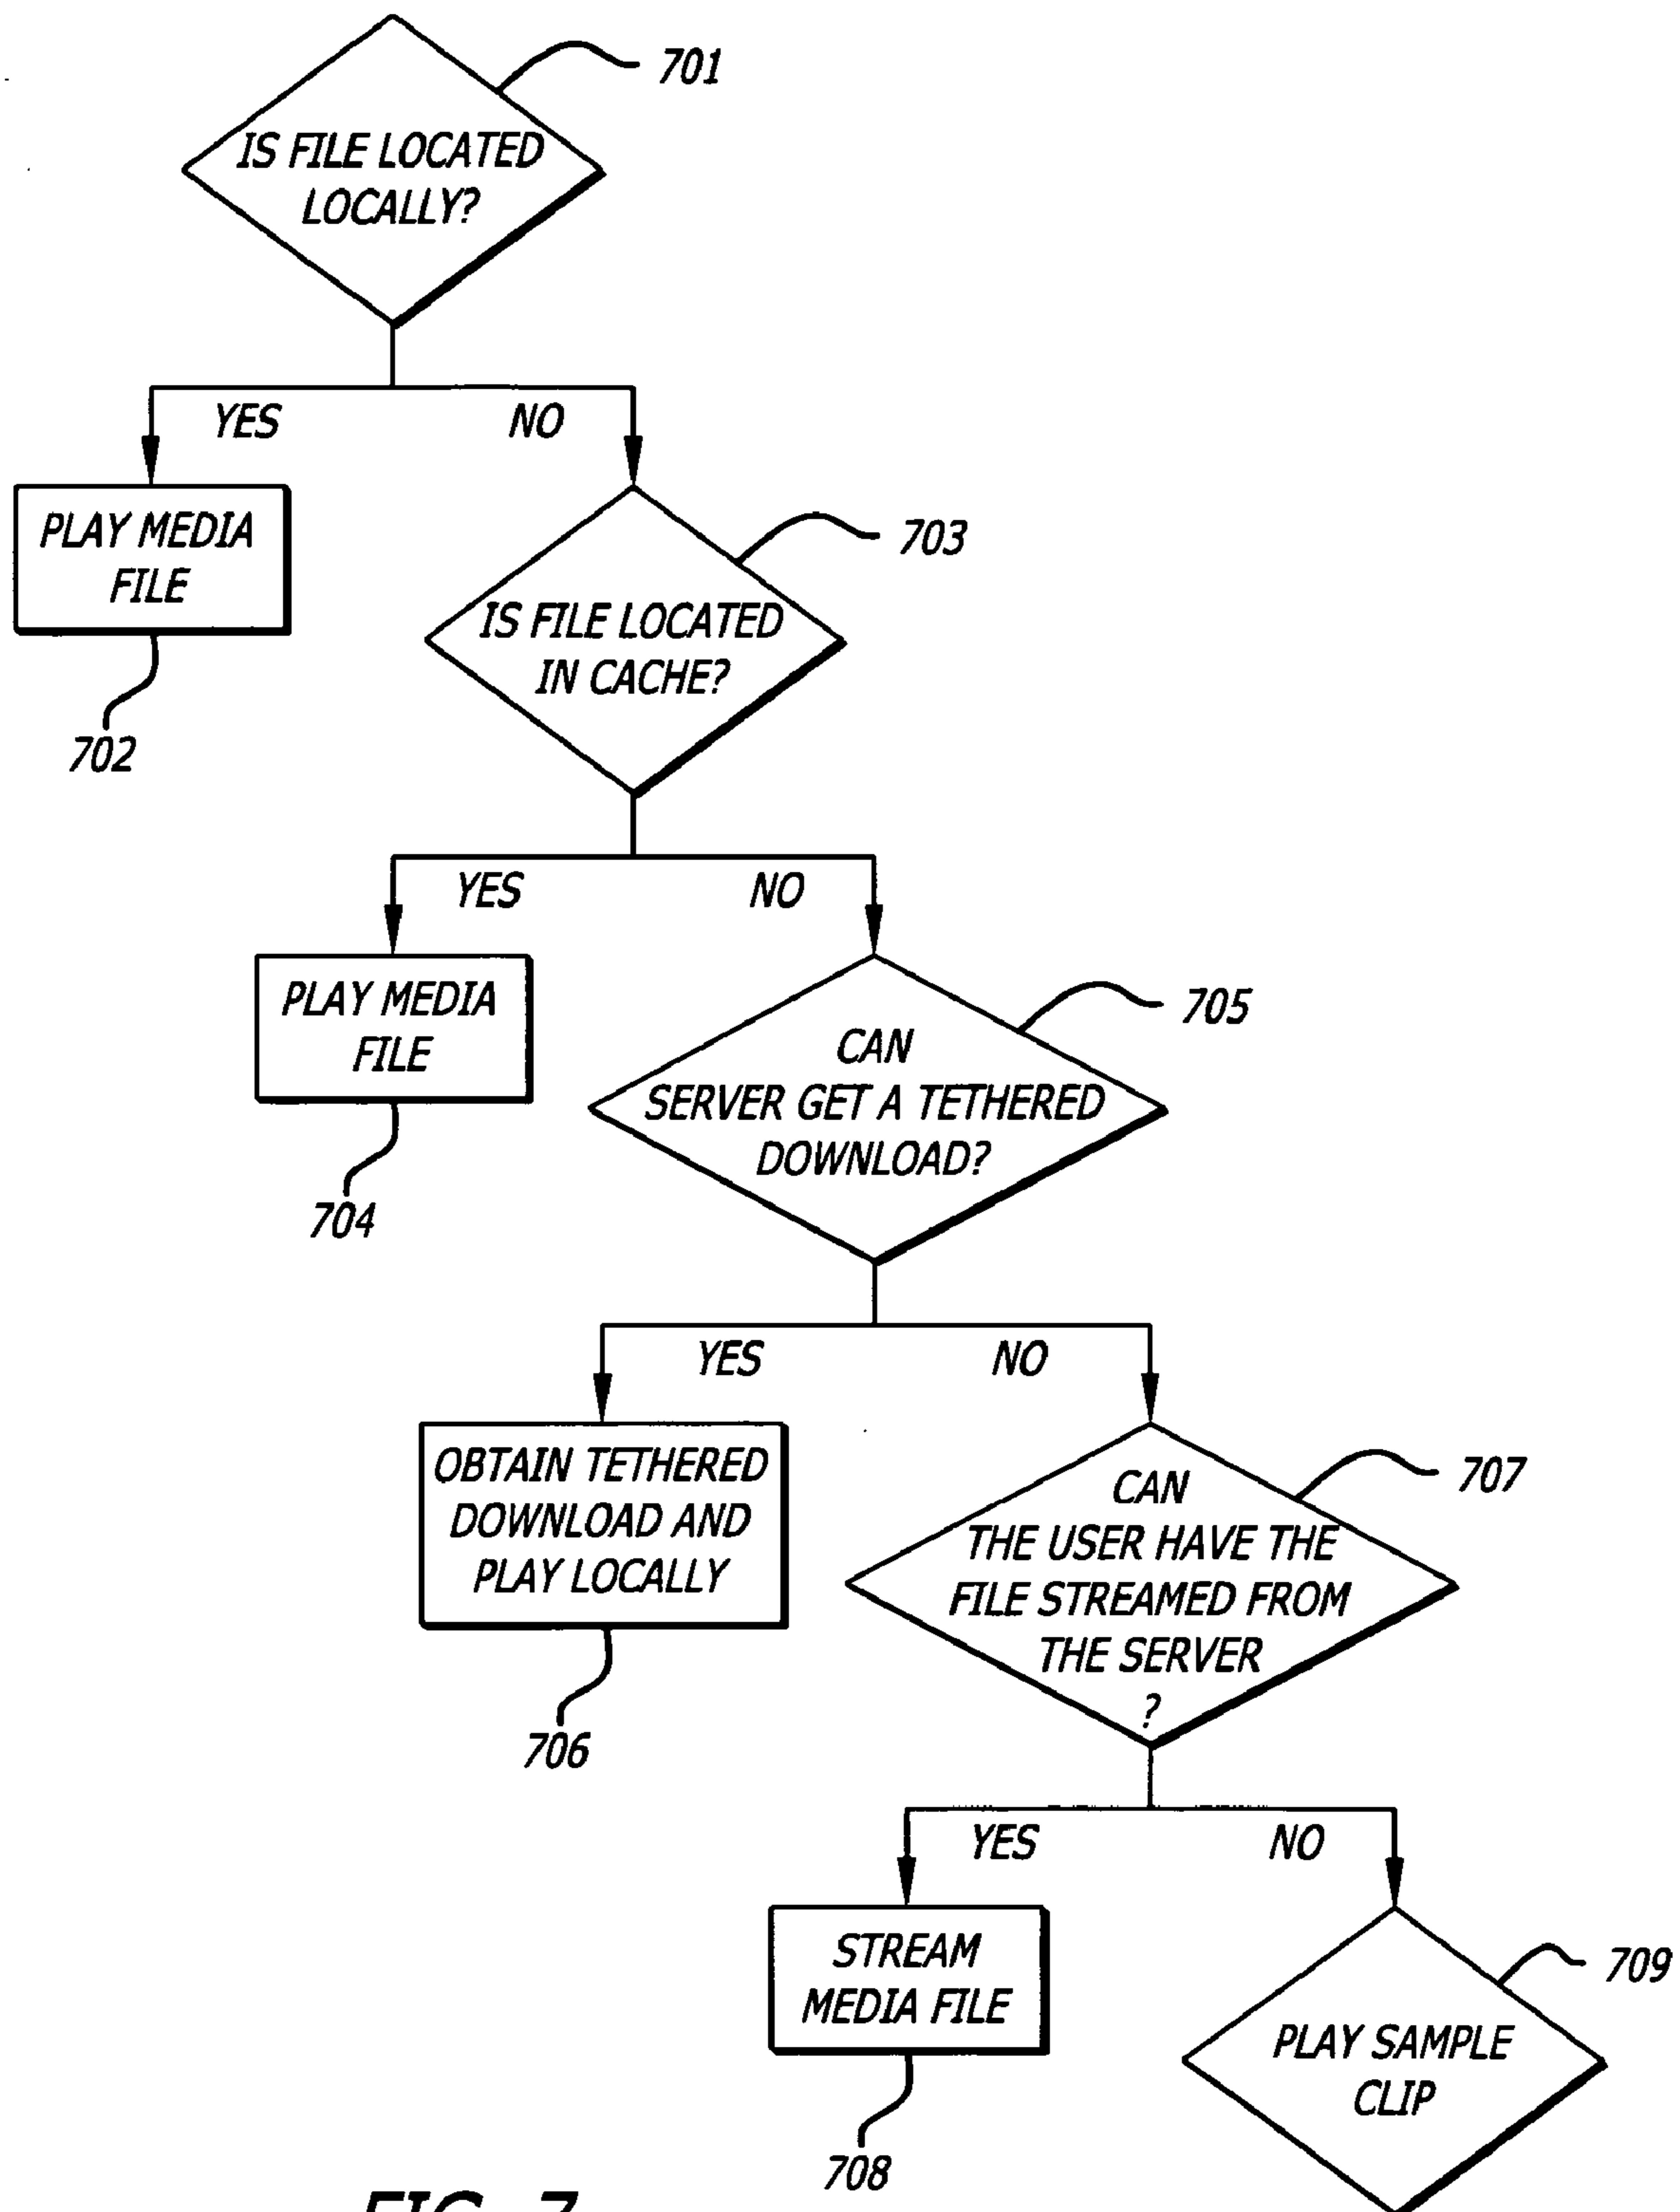 701
IS FILE LOCATED
LOCALLY?
YES
NO
PLAY MEDIA
FILE
702
703
IS FILE LOCATED
IN CACHE?
YES
NO
PLAY MEDIA
FILE
704
705
CAN
SERVER GET A TETHERED
DOWNLOAD?
YES
NO
OBTAIN TETHERED
DOWNLOAD AND
PLAY LOCALLY
706
707
CAN
THE USER HAVE THE
FILE STREAMED FROM
THE SERVER
?
YES
NO
STREAM
MEDIA FILE
708
709
PLAY SAMPLE
CLIP
FIG. 7